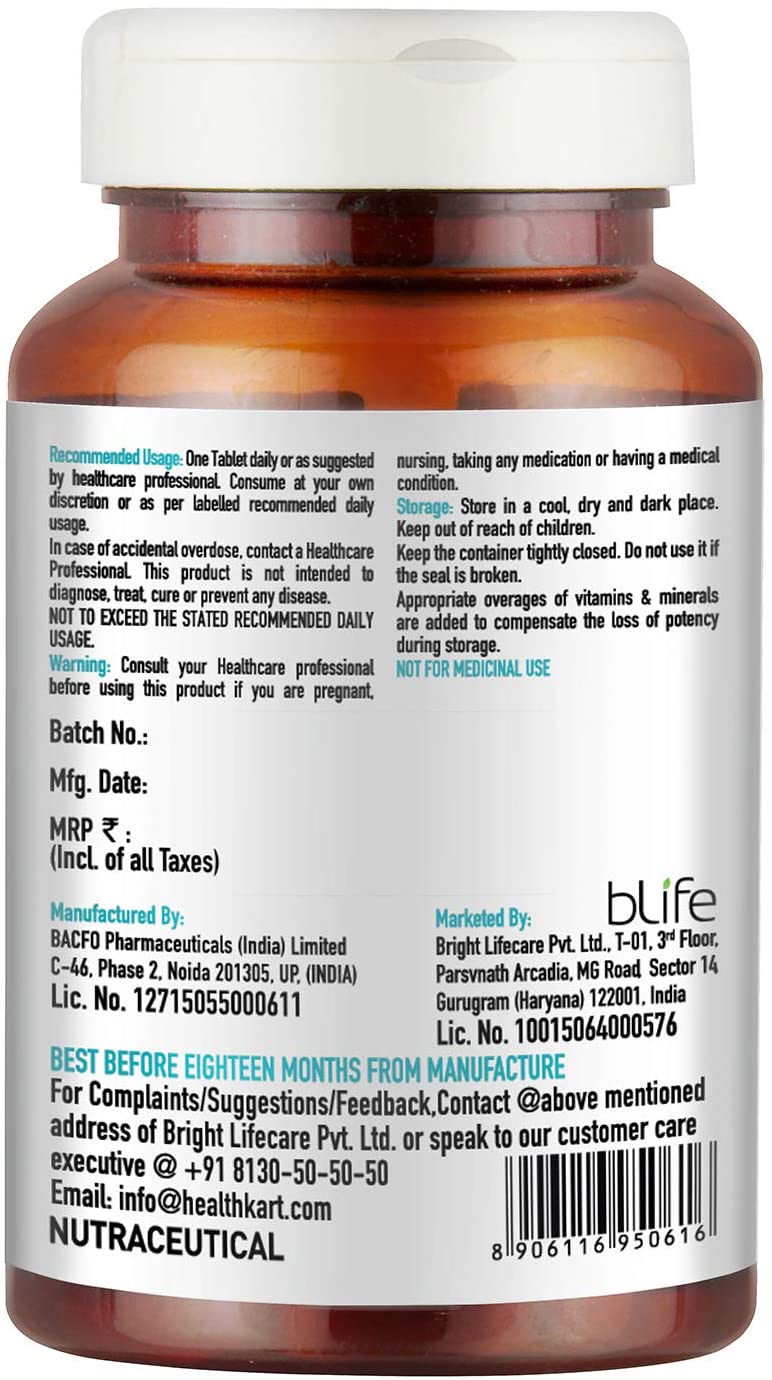 Recommended Usage: One Tablet daily or as suggested
by healthcare professional. Consume at your own
discretion or as per labelled recommended daily
usage.
In case of accidental overdose, contact a Healthcare
Professional. This product is not intended to
diagnose, treat, cure or prevent any disease.
NOT TO EXCEED THE STATED RECOMMENDED DAILY
USAGE.
Warning: Consult your Healthcare professional
before using this product if you are pregnant,
nursing, taking any medication or having a medical
condition.
Storage: Store in a cool, dry and dark place.
Keep out of reach of children.
Keep the container tightly closed. Do not use it if
the seal is broken.
Appropriate overages of vitamins & minerals
are added to compensate the loss of potency
during storage.
NOT FOR MEDICINAL USE
Batch No.:
Mfg. Date:
MRP ₹ :
(Incl. of all Taxes)
Manufactured By:
BACFO Pharmaceuticals (India) Limited
C-46, Phase 2, Noida 201305, UP, (INDIA)
Lic. No. 12715055000611
blife
Marketed By:
Bright Lifecare Pvt. Ltd., T-01, 3rd Floor,
Parsvnath Arcadia, MG Road, Sector 14
Gurugram (Haryana) 122001, India
Lic. No. 10015064000576
BEST BEFORE EIGHTEEN MONTHS FROM MANUFACTURE
For Complaints/Suggestions/Feedback,Contact @above mentioned
address of Bright Lifecare Pvt. Ltd. or speak to our customer care
executive @ +91 8130-50-50-50
Email: info@healthkart.com
NUTRACEUTICAL
8 906116 950616